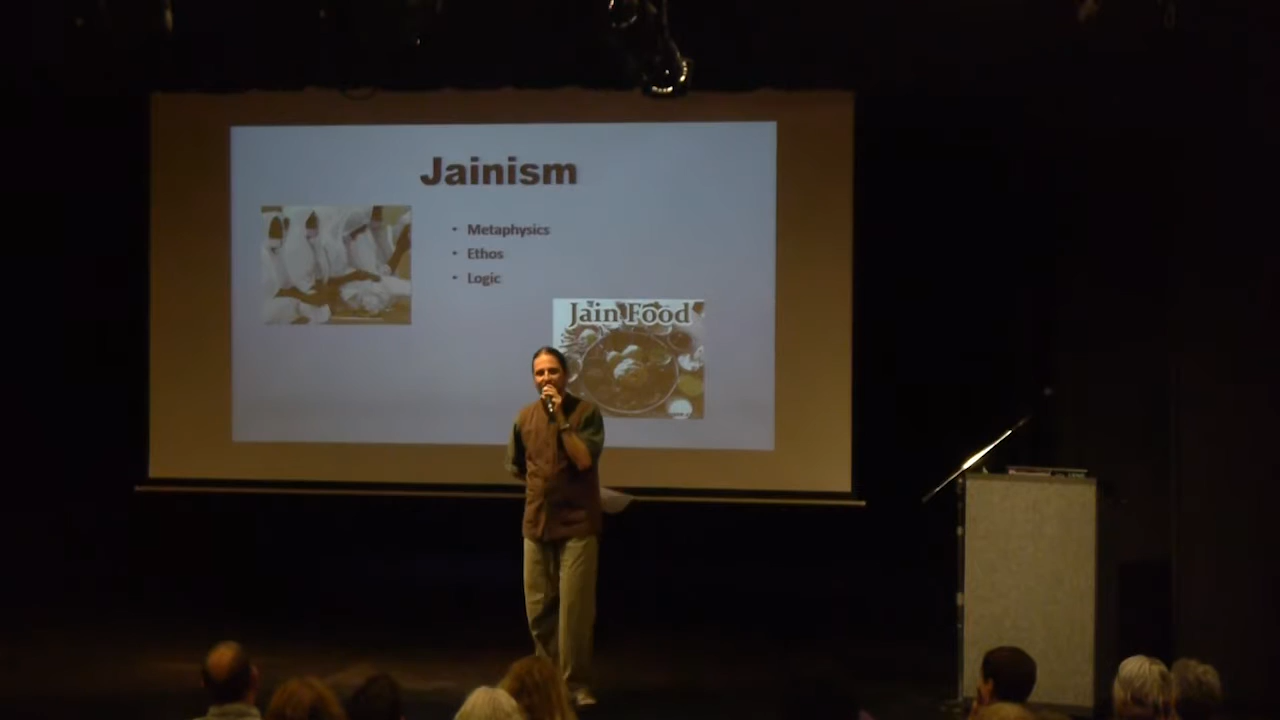 Jainism
• Metaphysics
• Ethos
• Logic
Jain Food